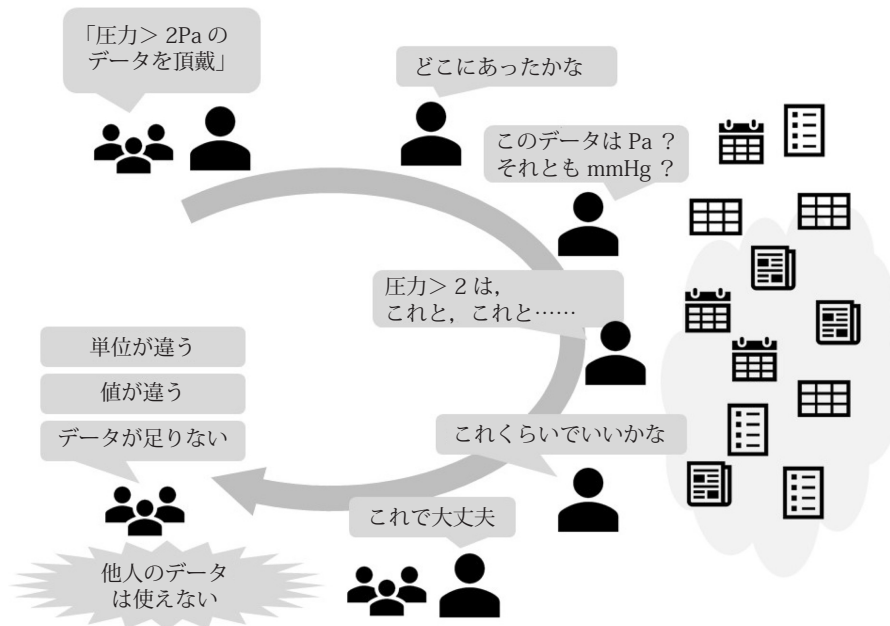 「圧力＞ 2Pa の
データを頂戴」
どこにあったかな
このデータは Pa ？
それとも mmHg ？
圧力＞ 2 は，
これと，これと……
これくらいでいいかな
これで大丈夫
単位が違う
値が違う
データが足りない
他人のデータ
は使えない